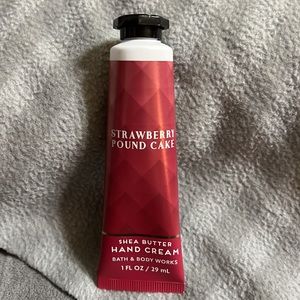 STRAWBERRY
POUND CAKE
SHEA BUTTER
HAND CREAM
BATH & BODY WORKS
1 FL OZ / 29 mL